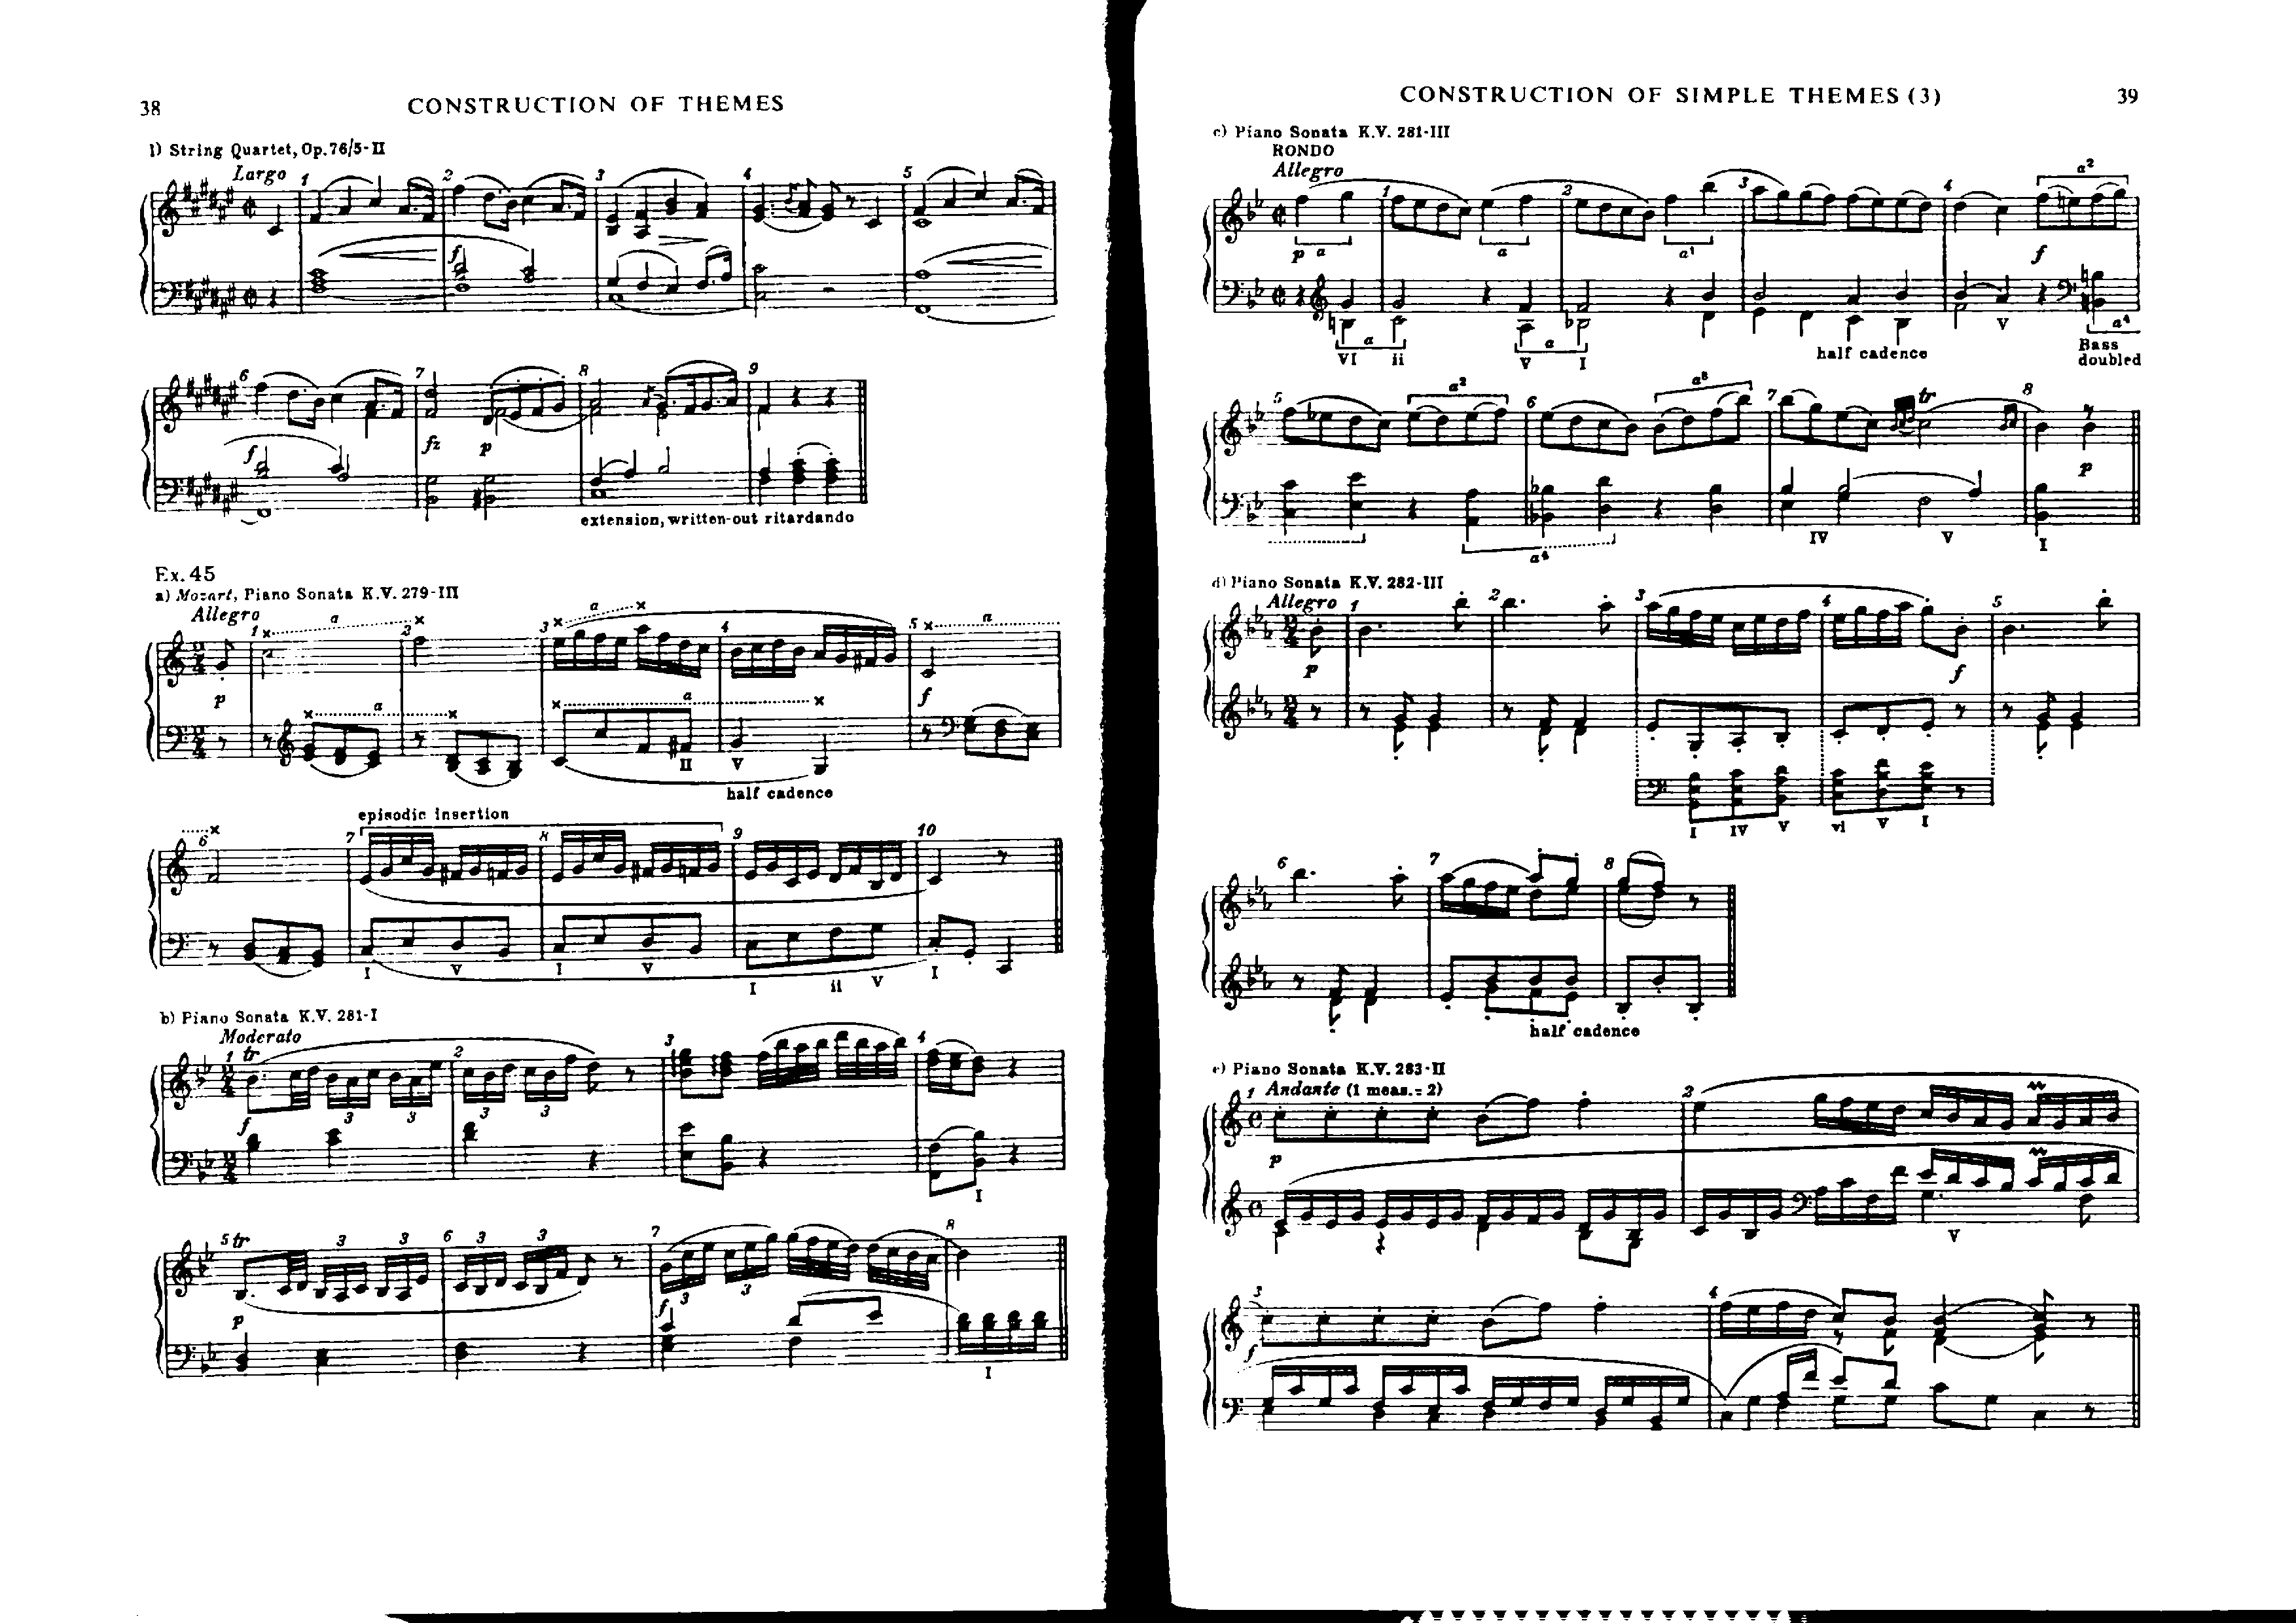 38
CONSTRUCTION OF THEMES
l) String Quartet, Op.76/5-II
Largo
1 2 3 4 5
f
6 7 8 9
f fz p
extension, written-out ritardando
Ex. 45
a) Mozart, Piano Sonata K.V. 279-III
Allegro
1 × a 2 × 3 × a × 4 5 × a
p × a × × a × f
II V
half cadence
episodic insertion
× 6 7 8 9 10
I V I V I ii V I
b) Piano Sonata K.V. 281-I
Moderato
1 tr 2 3 4
3 3 3 3
f
I
5 tr 3 3 6 3 3 7 8
p f 3 3
I
CONSTRUCTION OF SIMPLE THEMES (3)
39
c) Piano Sonata K.V. 281-III
RONDO
Allegro
1 2 3 4 a²
p a a a¹ f
a a a⁴
VI ii V I half cadence V
Bass
doubled
5 a² 6 a³ 7 tr 8
p
a⁴ IV V I
d) Piano Sonata K.V. 282-III
Allegro
1 2 3 4 5
p f
I IV V vi V I
6 7 8
half cadence
e) Piano Sonata K.V. 283-II
1 Andante (1 meas. = 2) 2
p
V
3 4
f